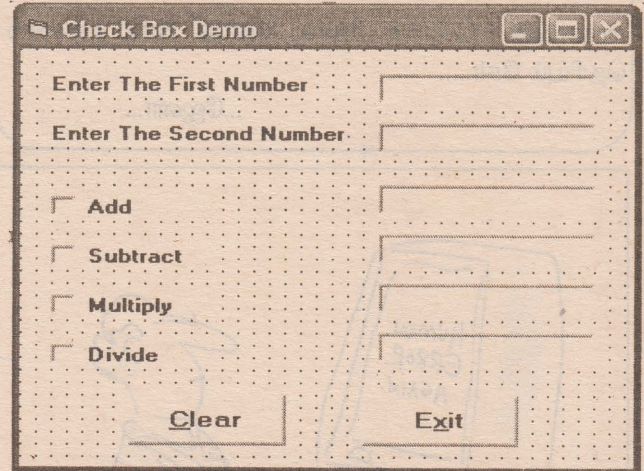 Check Box Demo
Enter The First Number
Enter The Second Number
Add
Subtract
Multiply
Divide
Clear Exit